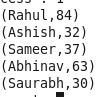 (Rahul,84)
(Ashish,32)
(Sameer,37)
(Abhinav,63)
(Saurabh,30)